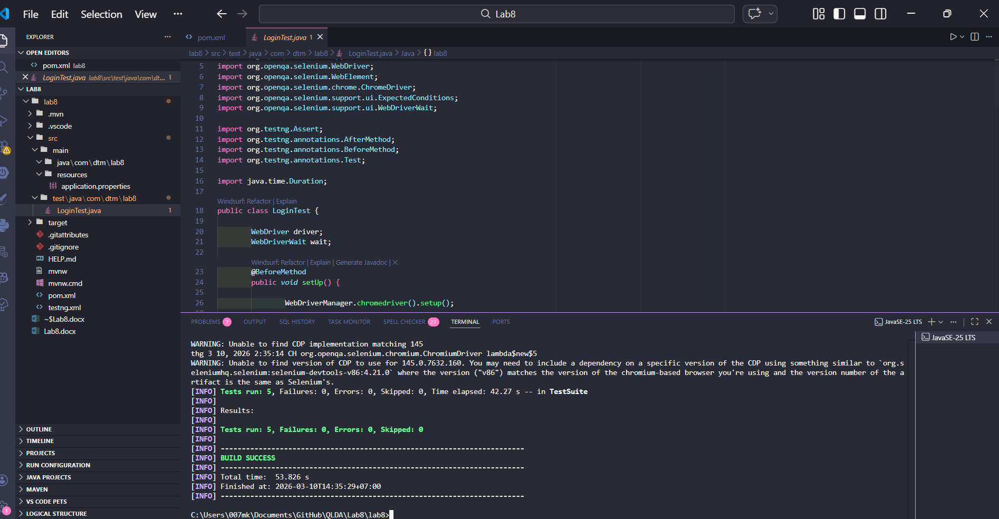 File Edit Selection View ··· Lab8
EXPLORER ···
OPEN EDITORS
pom.xml lab8
LoginTest.java lab8\src\test\java\com\dt... 1
LAB8
lab8
.mvn
.vscode
src
main
java\com\dtm\lab8
resources
application.properties
test\java\com\dtm\lab8
LoginTest.java 1
target
.gitattributes
.gitignore
HELP.md
mvnw
mvnw.cmd
pom.xml
testng.xml
~$Lab8.docx
Lab8.docx
OUTLINE
TIMELINE
PROJECTS
RUN CONFIGURATION
JAVA PROJECTS
MAVEN
VS CODE PETS
LOGICAL STRUCTURE
1
pom.xml LoginTest.java 1
lab8 > src > test > java > com > dtm > lab8 > LoginTest.java > Java > {} lab8
5 import org.openqa.selenium.WebDriver;
6 import org.openqa.selenium.WebElement;
7 import org.openqa.selenium.chrome.ChromeDriver;
8 import org.openqa.selenium.support.ui.ExpectedConditions;
9 import org.openqa.selenium.support.ui.WebDriverWait;
10
11 import org.testng.Assert;
12 import org.testng.annotations.AfterMethod;
13 import org.testng.annotations.BeforeMethod;
14 import org.testng.annotations.Test;
15
16 import java.time.Duration;
17
Windsurf: Refactor | Explain
18 public class LoginTest {
19
20 WebDriver driver;
21 WebDriverWait wait;
22
Windsurf: Refactor | Explain | Generate Javadoc | ×
23 @BeforeMethod
24 public void setUp() {
25
26 WebDriverManager.chromedriver().setup();
PROBLEMS 7 OUTPUT SQL HISTORY TASK MONITOR SPELL CHECKER 27 TERMINAL PORTS JavaSE-25 LTS
JavaSE-25 LTS
WARNING: Unable to find CDP implementation matching 145
thg 3 10, 2026 2:35:14 CH org.openqa.selenium.chromium.ChromiumDriver lambda$new$5
WARNING: Unable to find version of CDP to use for 145.0.7632.160. You may need to include a dependency on a specific version of the CDP using something similar to `org.s
eleniumhq.selenium:selenium-devtools-v86:4.21.0` where the version ("v86") matches the version of the chromium-based browser you're using and the version number of the a
rtifact is the same as Selenium's.
[INFO] Tests run: 5, Failures: 0, Errors: 0, Skipped: 0, Time elapsed: 42.27 s -- in TestSuite
[INFO]
[INFO] Results:
[INFO]
[INFO] Tests run: 5, Failures: 0, Errors: 0, Skipped: 0
[INFO]
[INFO] ------------------------------------------------------------------------
[INFO] BUILD SUCCESS
[INFO] ------------------------------------------------------------------------
[INFO] Total time:  53.826 s
[INFO] Finished at: 2026-03-10T14:35:29+07:00
[INFO] ------------------------------------------------------------------------
C:\Users\007mk\Documents\GitHub\QLDA\Lab8\lab8>